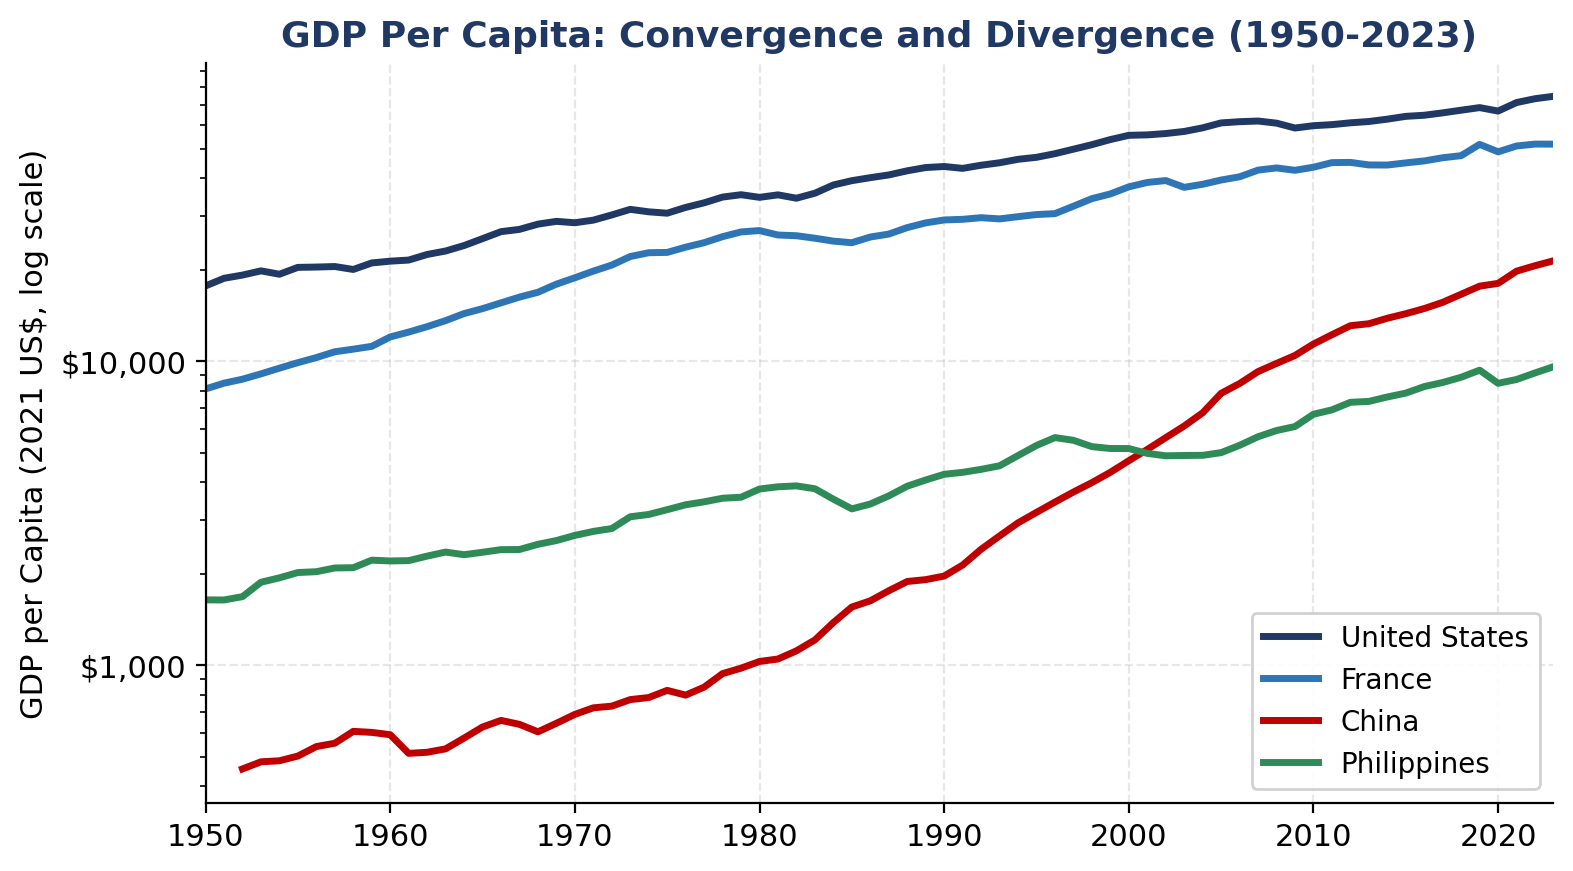 GDP Per Capita: Convergence and Divergence (1950-2023)
GDP per Capita (2021 US$, log scale)
$10,000
$1,000
United States
France
China
Philippines
1950 1960 1970 1980 1990 2000 2010 2020